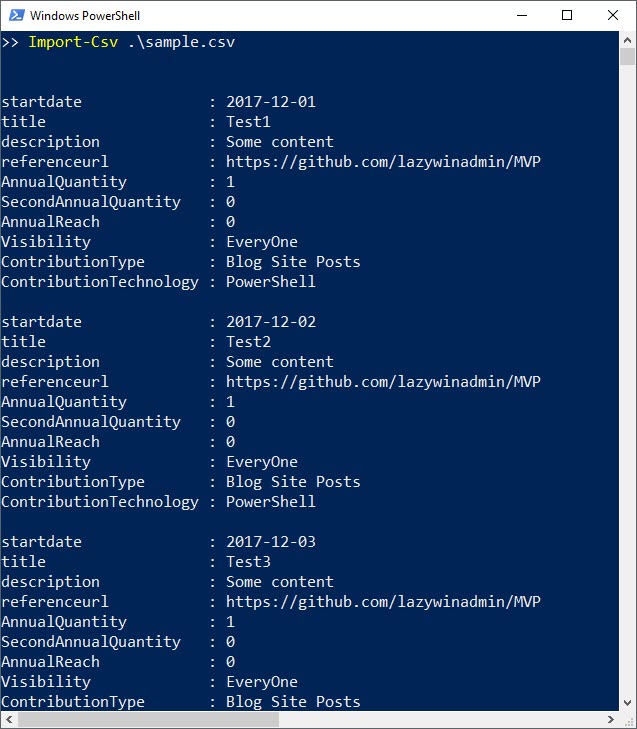 Windows PowerShell
>> Import-Csv .\sample.csv
startdate : 2017-12-01
title : Test1
description : Some content
referenceurl : https://github.com/lazywinadmin/MVP
AnnualQuantity : 1
SecondAnnualQuantity : 0
AnnualReach : 0
Visibility : EveryOne
ContributionType : Blog Site Posts
ContributionTechnology : PowerShell
startdate : 2017-12-02
title : Test2
description : Some content
referenceurl : https://github.com/lazywinadmin/MVP
AnnualQuantity : 1
SecondAnnualQuantity : 0
AnnualReach : 0
Visibility : EveryOne
ContributionType : Blog Site Posts
ContributionTechnology : PowerShell
startdate : 2017-12-03
title : Test3
description : Some content
referenceurl : https://github.com/lazywinadmin/MVP
AnnualQuantity : 1
SecondAnnualQuantity : 0
AnnualReach : 0
Visibility : EveryOne
ContributionType : Blog Site Posts